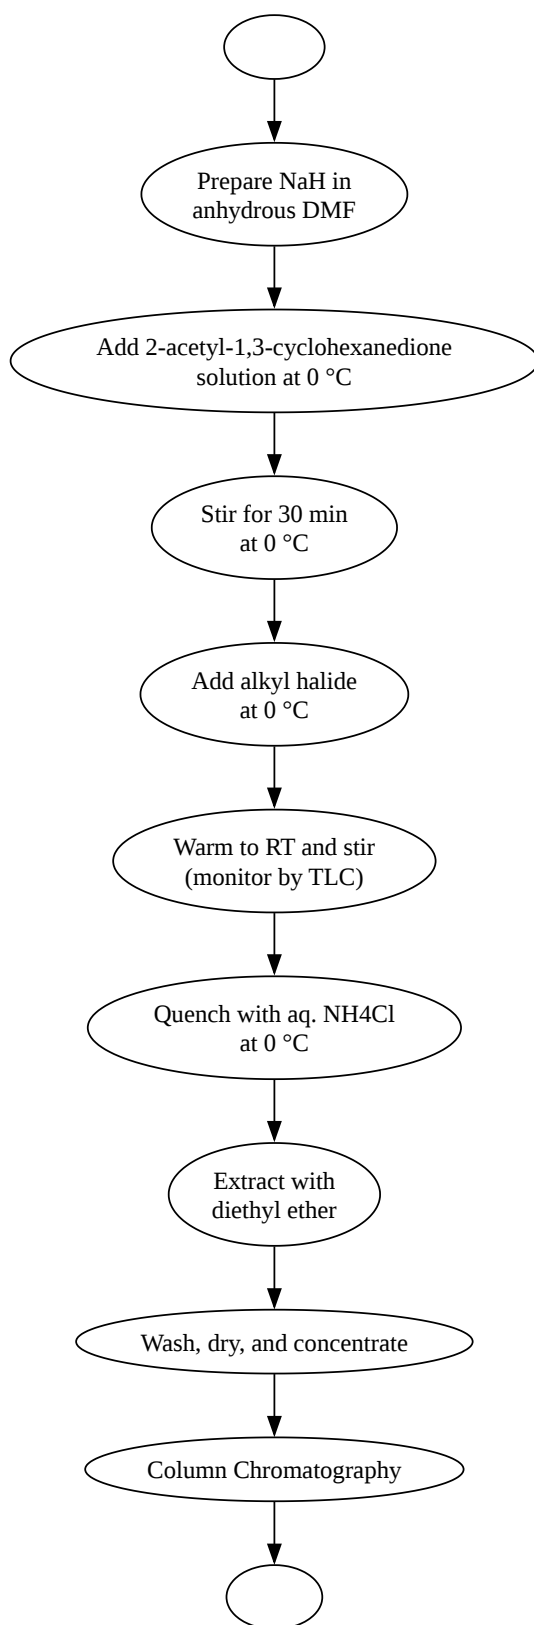 Prepare NaH in
anhydrous DMF
Add 2-acetyl-1,3-cyclohexanedione
solution at 0 °C
Stir for 30 min
at 0 °C
Add alkyl halide
at 0 °C
Warm to RT and stir
(monitor by TLC)
Quench with aq. NH4Cl
at 0 °C
Extract with
diethyl ether
Wash, dry, and concentrate
Column Chromatography